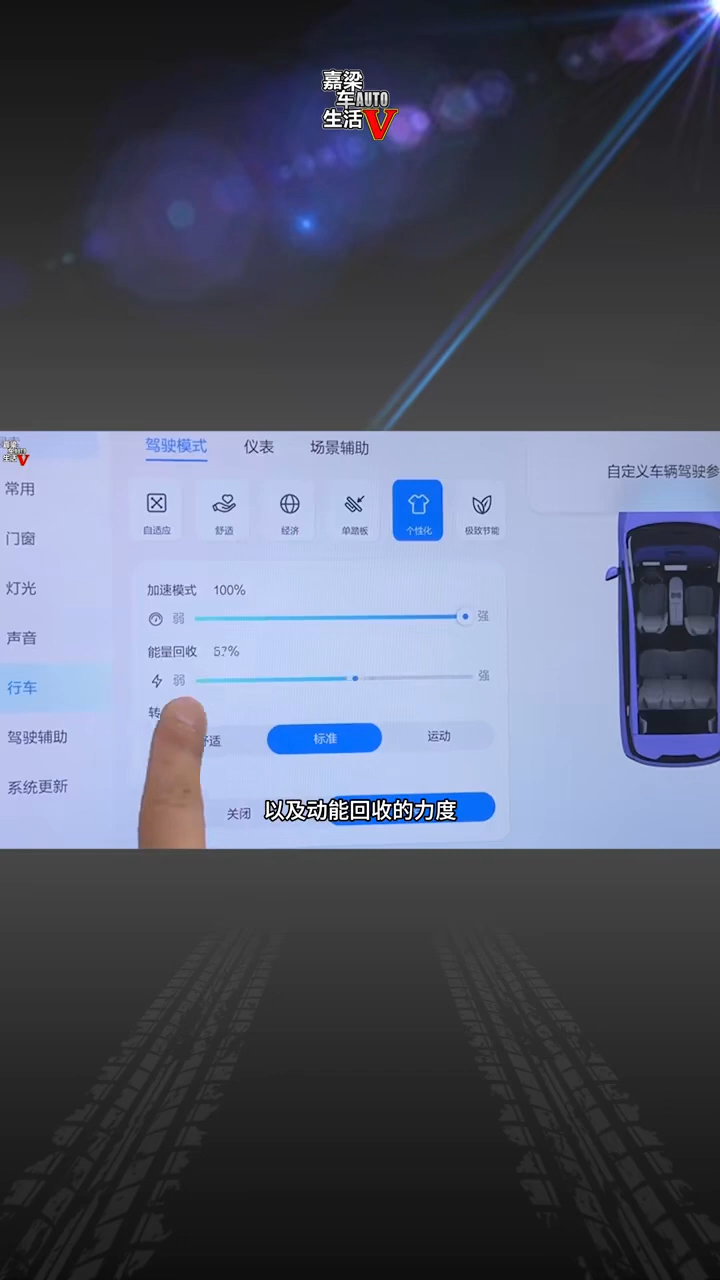 嘉梁
车AUTO
生活V
驾驶模式 仪表 场景辅助
常用
门窗
灯光
声音
行车
驾驶辅助
系统更新
自适应 舒适 经济 单踏板 个性化 极致节能
自定义车辆驾驶参
加速模式 100%
弱 强
能量回收
弱 强
转
舒适 标准 运动
关闭
以及动能回收的力度